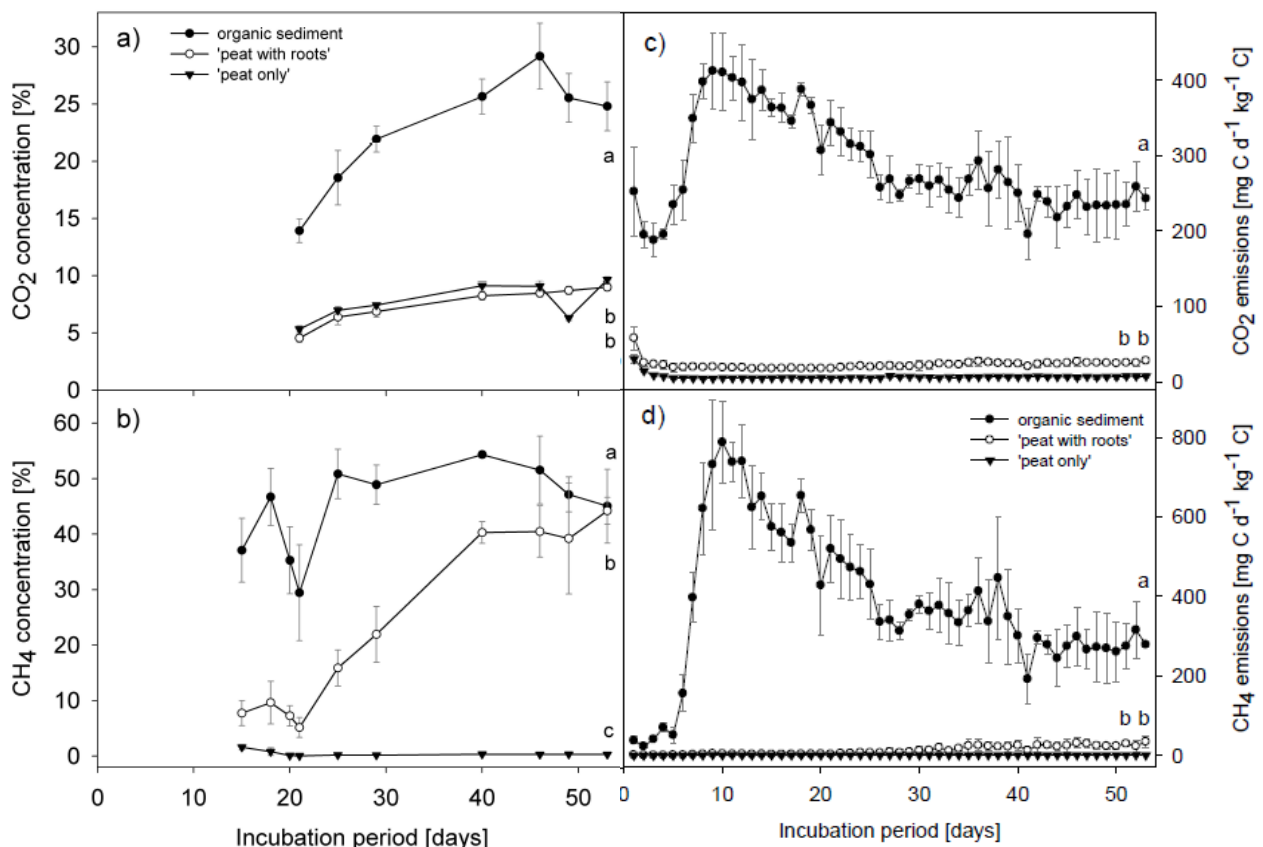 a)
organic sediment
'peat with roots'
'peat only'
CO2 concentration [%]
30
25
20
15
10
5
0
a
b
b
c)
CO2 emissions [mg C d-1 kg-1 C]
400
300
200
100
0
a
b b
b)
CH4 concentration [%]
60
50
40
30
20
10
0
a
b
c
0 10 20 30 40 50
Incubation period [days]
d)
organic sediment
'peat with roots'
'peat only'
CH4 emissions [mg C d-1 kg-1 C]
800
600
400
200
0
a
b b
0 10 20 30 40 50
Incubation period [days]